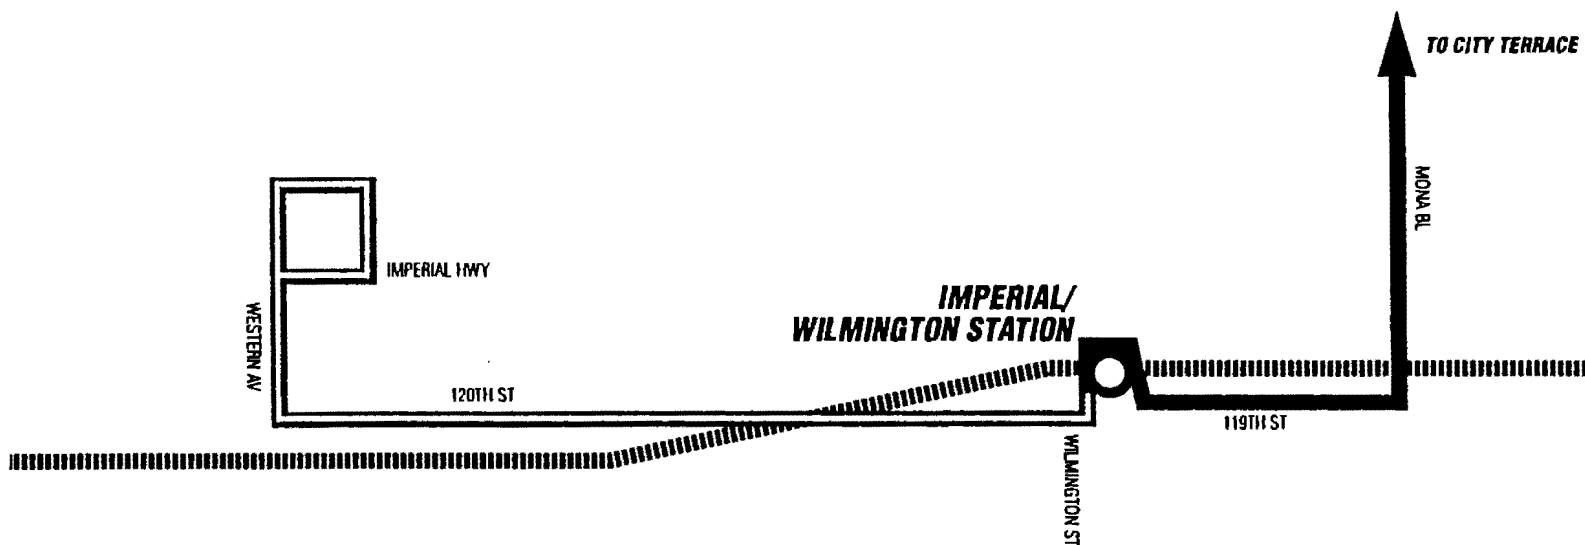 TO CITY TERRACE
MONA BL
IMPERIAL HWY
WESTERN AV
IMPERIAL/
WILMINGTON STATION
120TH ST
119TH ST
WILMINGTON ST